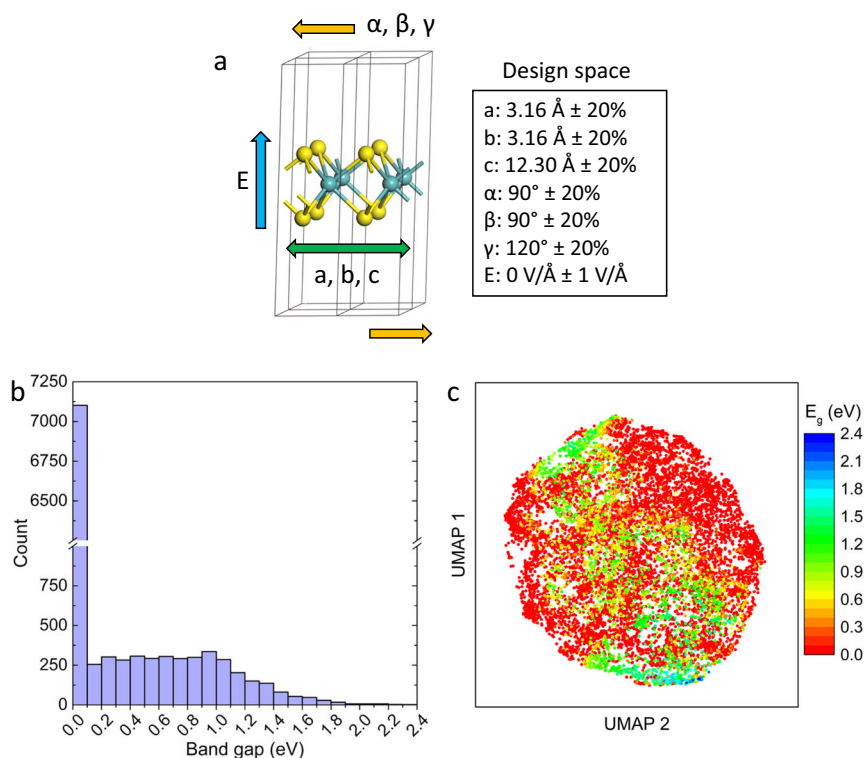 α, β, γ
a
E
a, b, c
Design space
a: 3.16 Å ± 20%
b: 3.16 Å ± 20%
c: 12.30 Å ± 20%
α: 90° ± 20%
β: 90° ± 20%
γ: 120° ± 20%
E: 0 V/Å ± 1 V/Å
b
7250
7000
6750
6500
750
500
250
0
Count
0.0
0.2
0.4
0.6
0.8
1.0
1.2
1.4
1.6
1.8
2.0
2.2
2.4
Band gap (eV)
c
UMAP 1
UMAP 2
E_g (eV)
2.4
2.1
1.8
1.5
1.2
0.9
0.6
0.3
0.0